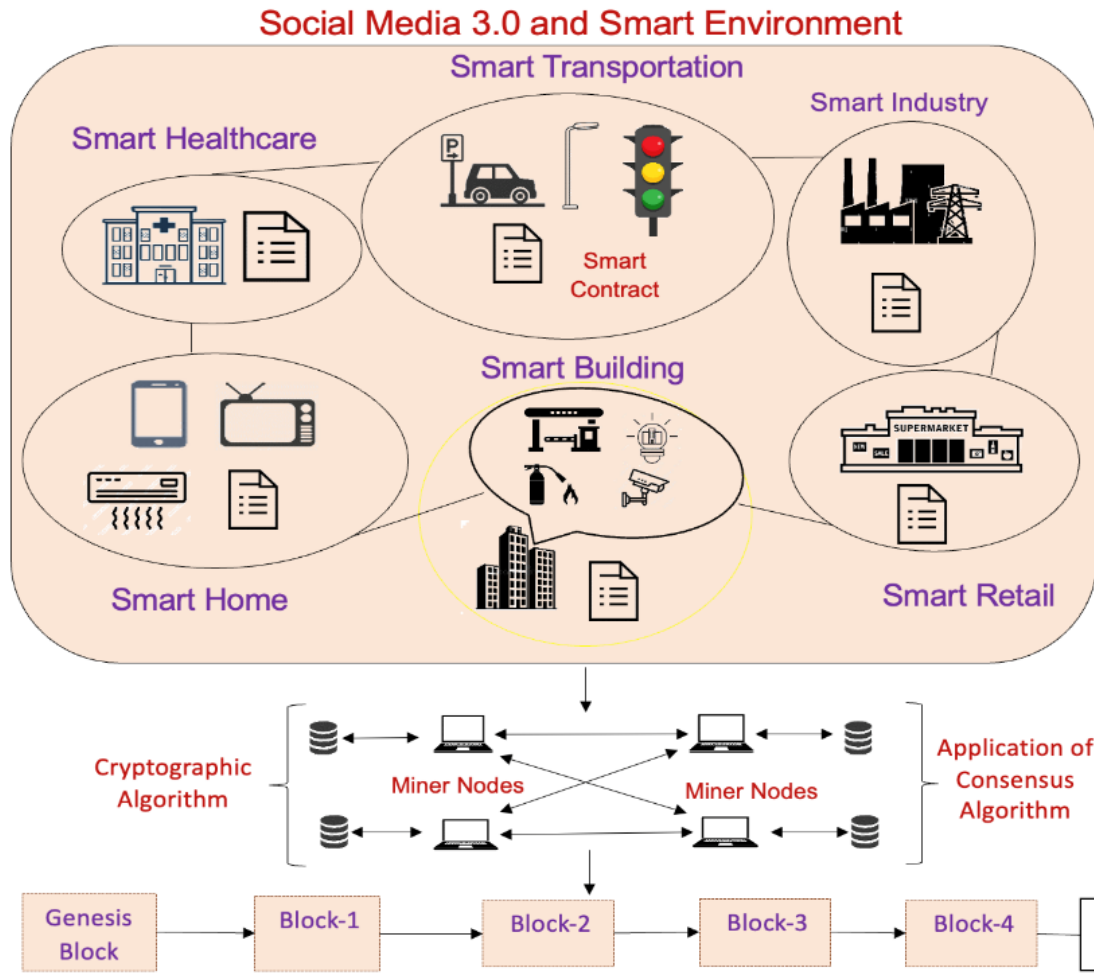 Social Media 3.0 and Smart Environment
Smart Transportation
Smart Industry
Smart Healthcare
P
Smart
Contract
Smart Building
SUPERMARKET
SALE
Smart Home
Smart Retail
Cryptographic
Algorithm
Miner Nodes
Miner Nodes
Application of
Consensus
Algorithm
Genesis
Block
Block-1
Block-2
Block-3
Block-4